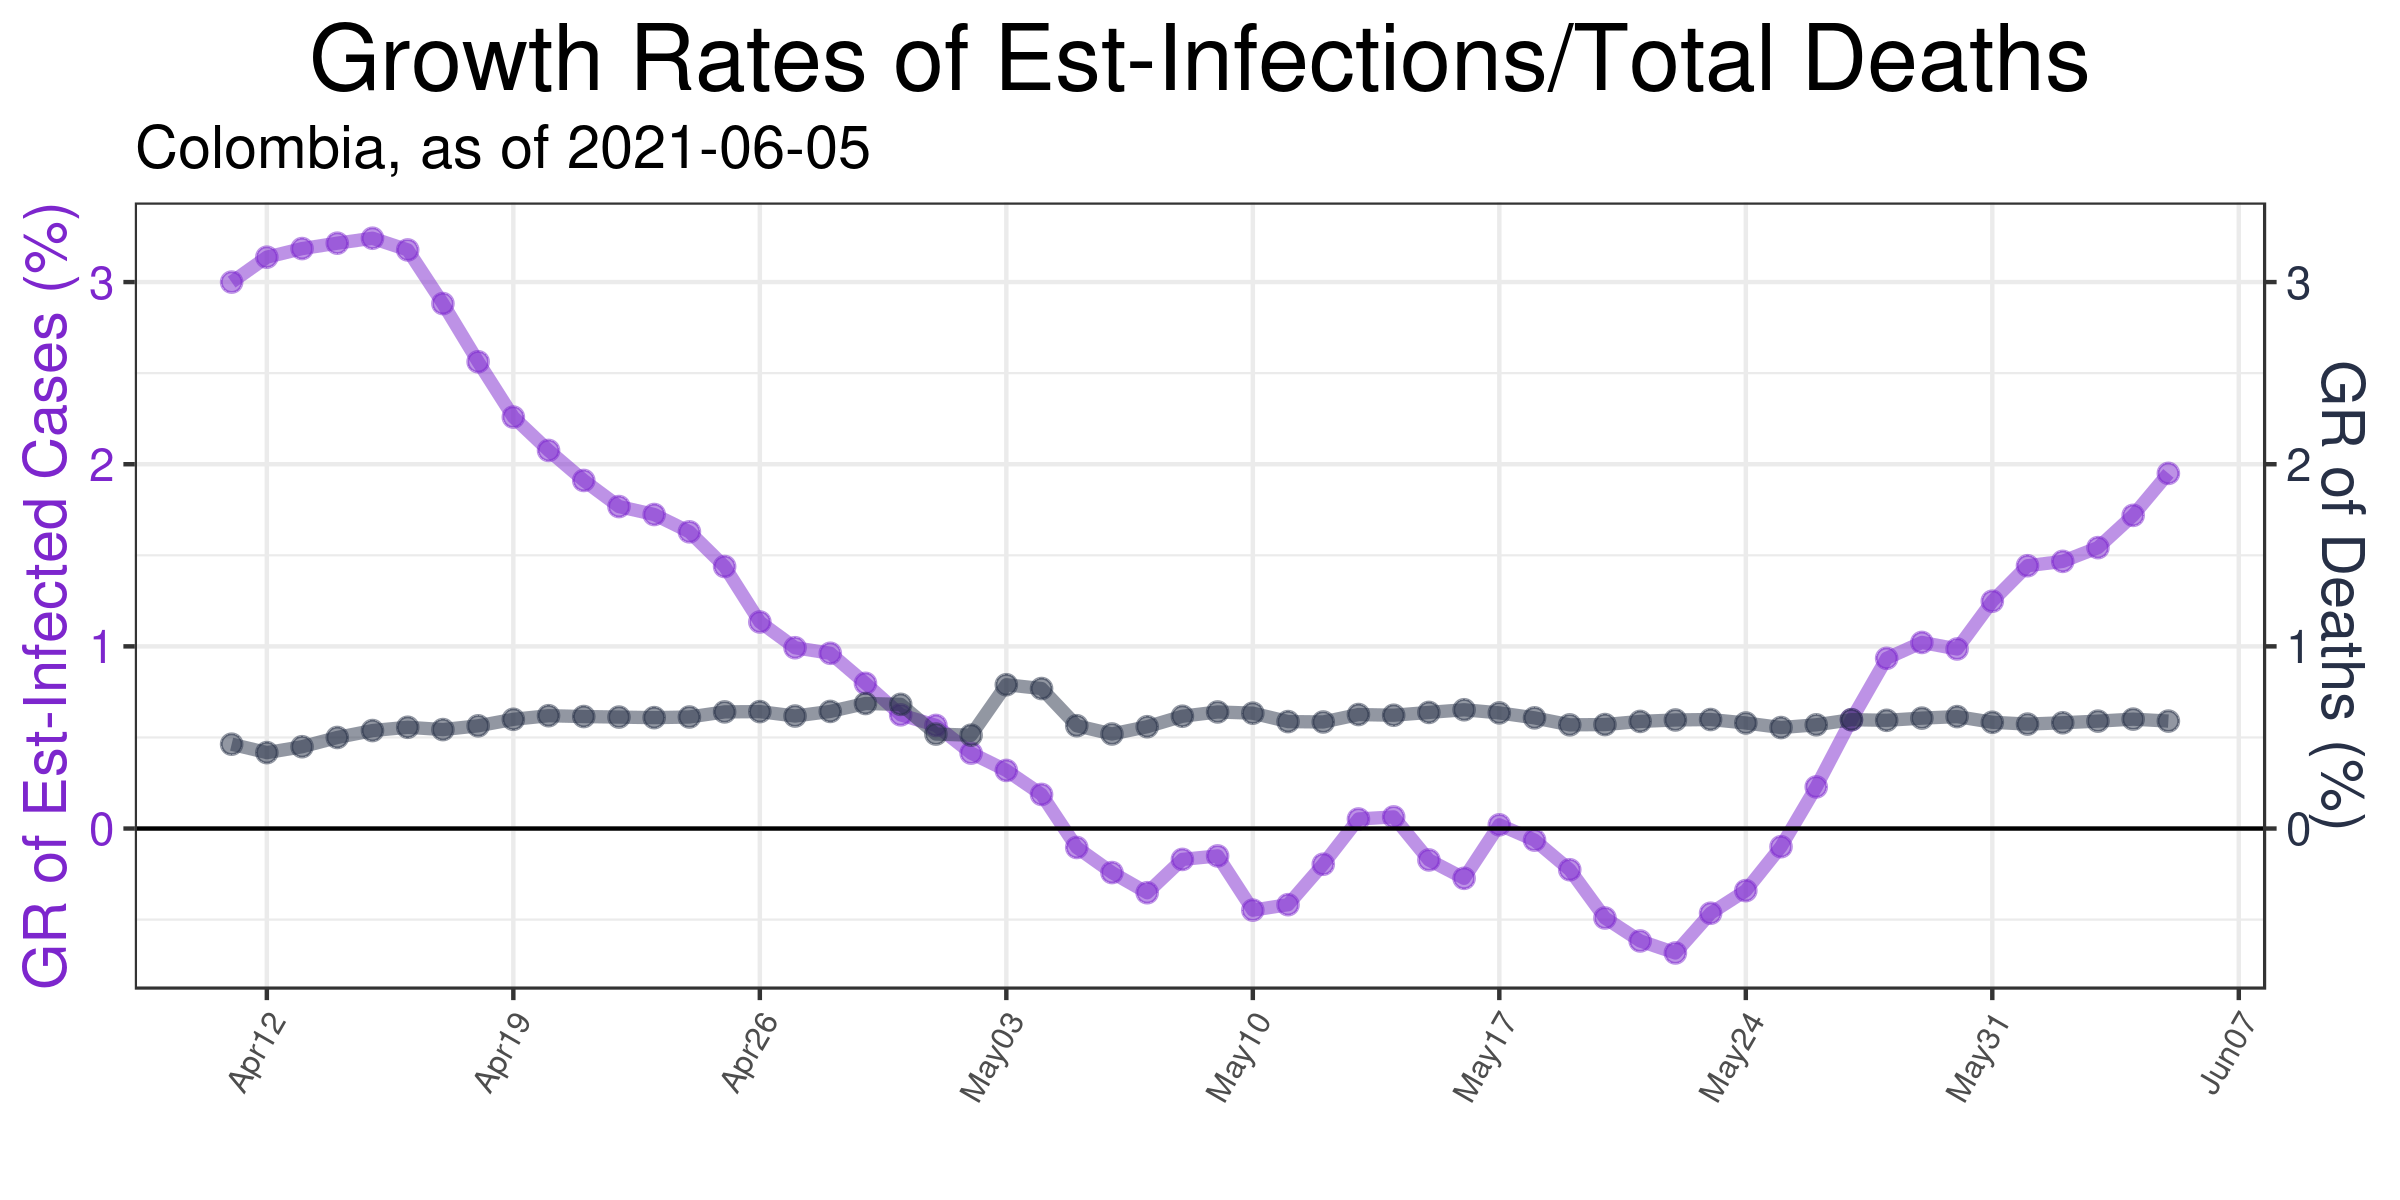 Growth Rates of Est-Infections/Total Deaths
Colombia, as of 2021-06-05
GR of Est-Infected Cases (%)
3
2
1
0
3
2
1
0
GR of Deaths (%)
Apr12
Apr19
Apr26
May03
May10
May17
May24
May31
Jun07